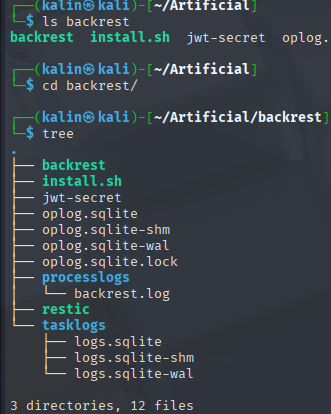 ┌──(kalin㉿kali)-[~/Artificial]
└─$ ls backrest
backrest  install.sh  jwt-secret  oplog.

┌──(kalin㉿kali)-[~/Artificial]
└─$ cd backrest/

┌──(kalin㉿kali)-[~/Artificial/backrest]
└─$ tree
.
├── backrest
├── install.sh
├── jwt-secret
├── oplog.sqlite
├── oplog.sqlite-shm
├── oplog.sqlite-wal
├── oplog.sqlite.lock
├── processlogs
│   └── backrest.log
├── restic
└── tasklogs
    ├── logs.sqlite
    ├── logs.sqlite-shm
    └── logs.sqlite-wal

3 directories, 12 files